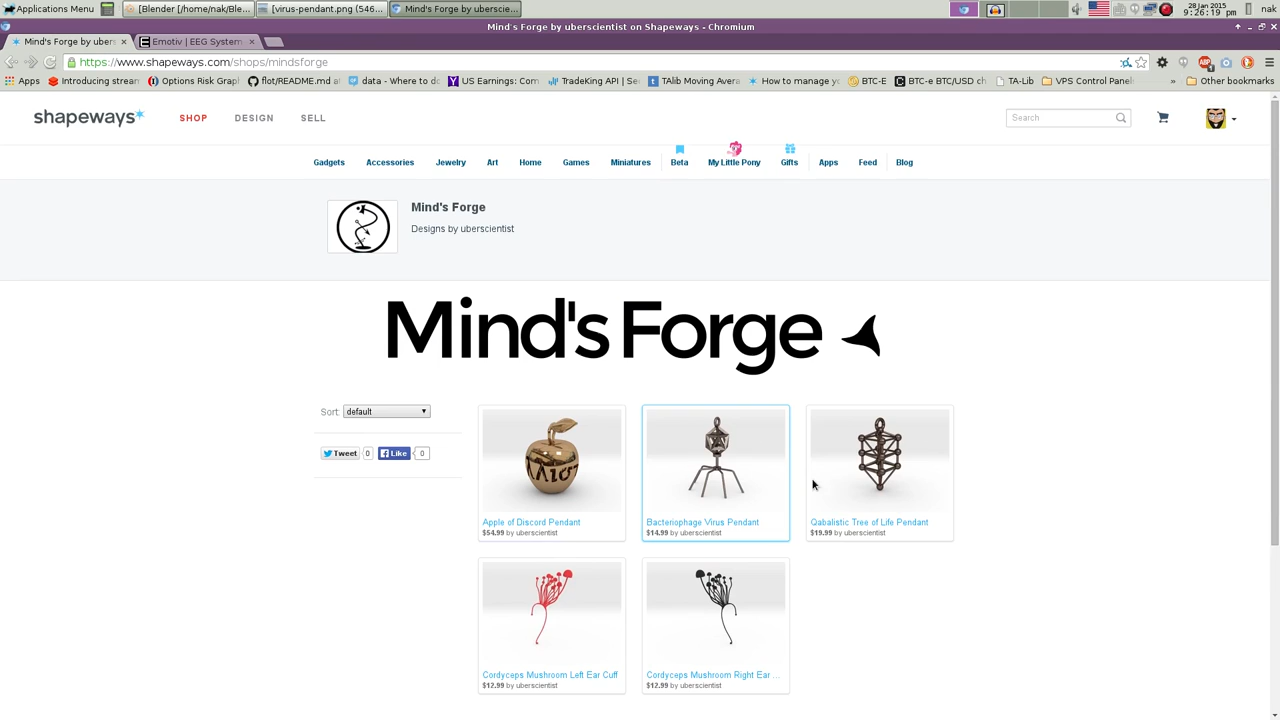 Applications Menu
[Blender [/home/nak/Ble...
[virus-pendant.png (546...
Mind's Forge by uberscie...
28 Jan 2015
9:26:19 pm
nak
Mind's Forge by uberscientist on Shapeways - Chromium
Mind's Forge by uber
Emotiv | EEG System
https://www.shapeways.com/shops/mindsforge
Apps
Introducing stream
Options Risk Grap
flot/README.md at
data - Where to do
US Earnings: Com
TradeKing API | Se
TAlib Moving Avera
How to manage yo
BTC-E
BTC-e BTC/USD ch
TA-Lib
VPS Control Panel
»
Other bookmarks
shapeways
SHOP
DESIGN
SELL
Search
Gadgets
Accessories
Jewelry
Art
Home
Games
Miniatures
Beta
My Little Pony
Gifts
Apps
Feed
Blog
Mind's Forge
Designs by uberscientist
Mind's Forge
Sort: default
Tweet 0
Like 0
Apple of Discord Pendant
$54.99 by uberscientist
Bacteriophage Virus Pendant
$14.99 by uberscientist
Qabalistic Tree of Life Pendant
$19.99 by uberscientist
Cordyceps Mushroom Left Ear Cuff
$12.99 by uberscientist
Cordyceps Mushroom Right Ear ...
$12.99 by uberscientist